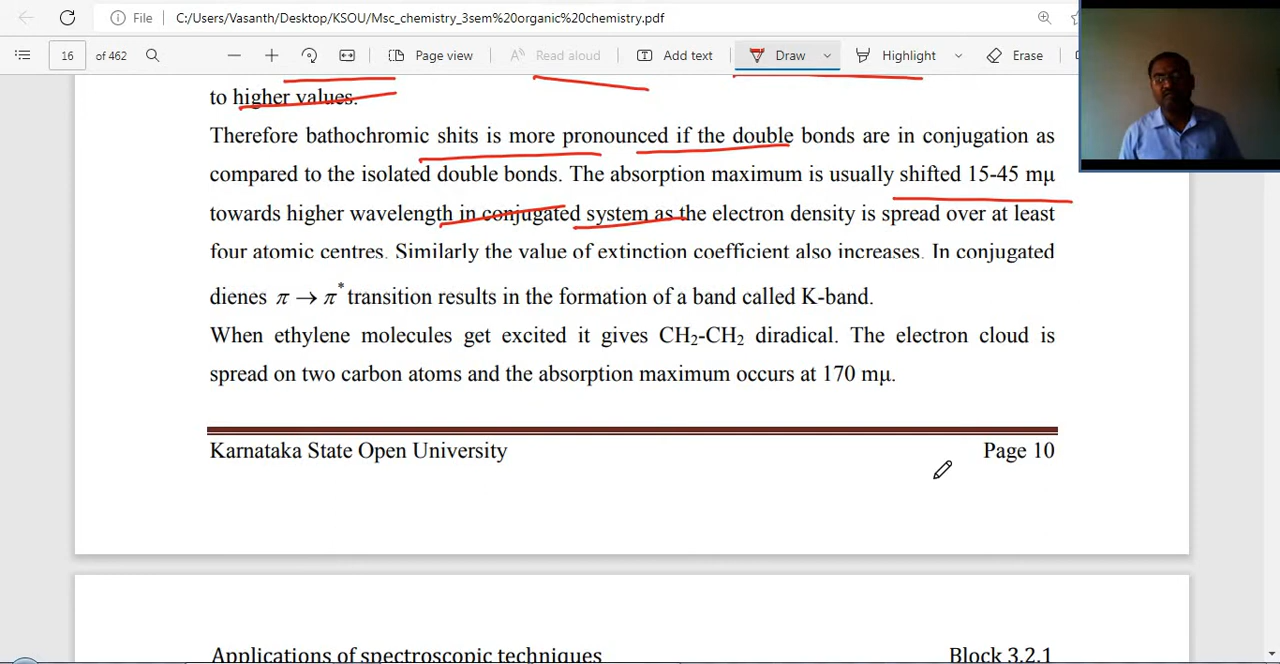 File C:/Users/Vasanth/Desktop/KSOU/Msc_chemistry_3sem%20organic%20chemistry.pdf
16 of 462 Page view Read aloud Add text Draw Highlight Erase
to higher values.
Therefore bathochromic shits is more pronounced if the double bonds are in conjugation as
compared to the isolated double bonds. The absorption maximum is usually shifted 15-45 mμ
towards higher wavelength in conjugated system as the electron density is spread over at least
four atomic centres. Similarly the value of extinction coefficient also increases. In conjugated
dienes π → π* transition results in the formation of a band called K-band.
When ethylene molecules get excited it gives CH₂-CH₂ diradical. The electron cloud is
spread on two carbon atoms and the absorption maximum occurs at 170 mμ.
Karnataka State Open University Page 10
Applications of spectroscopic techniques Block 3.2.1